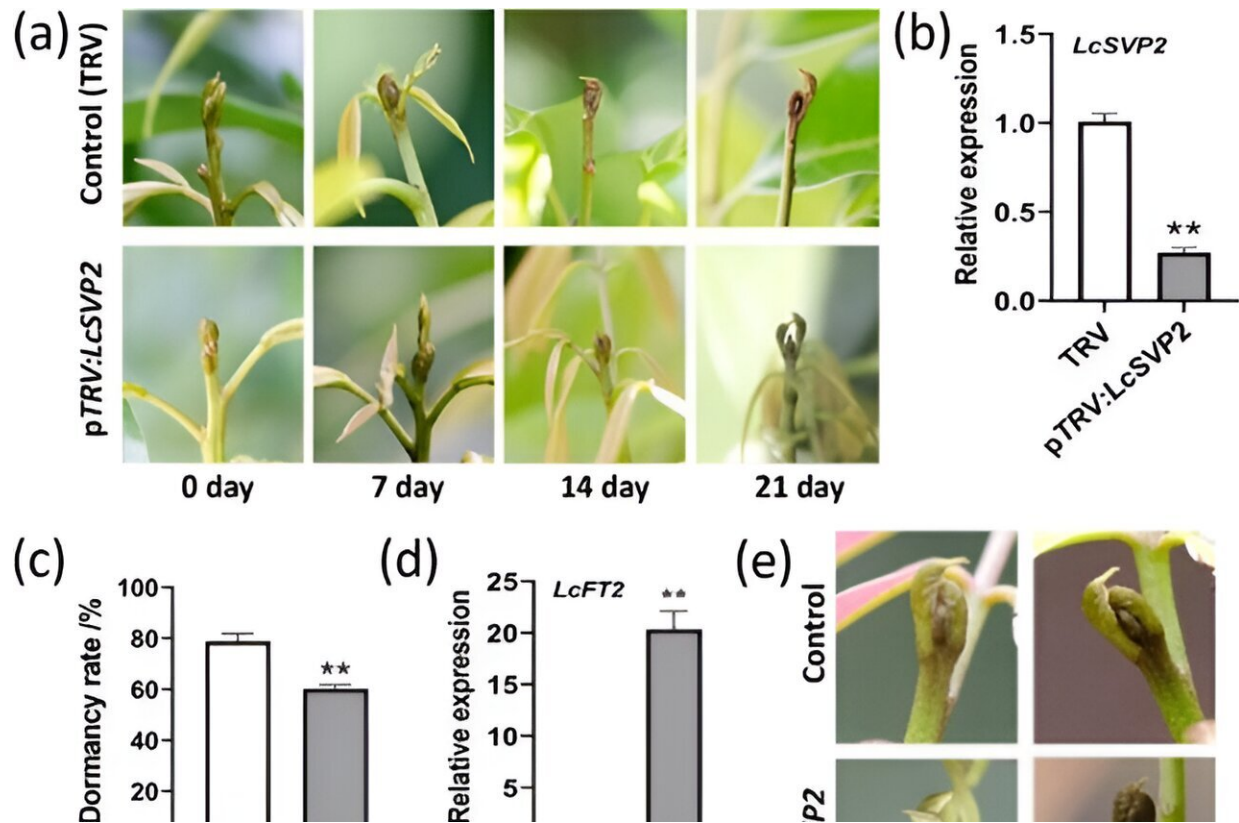 (a)
Control (TRV)
pTRV:LcSVP2
0 day
7 day
14 day
21 day
(b)
Relative expression
LcSVP2
1.5
1.0
0.5
0.0
**
TRV
pTRV:LcSVP2
(c)
Dormancy rate /%
100
80
60
40
20
**
(d)
Relative expression
LcFT2
25
20
15
10
5
**
(e)
Control